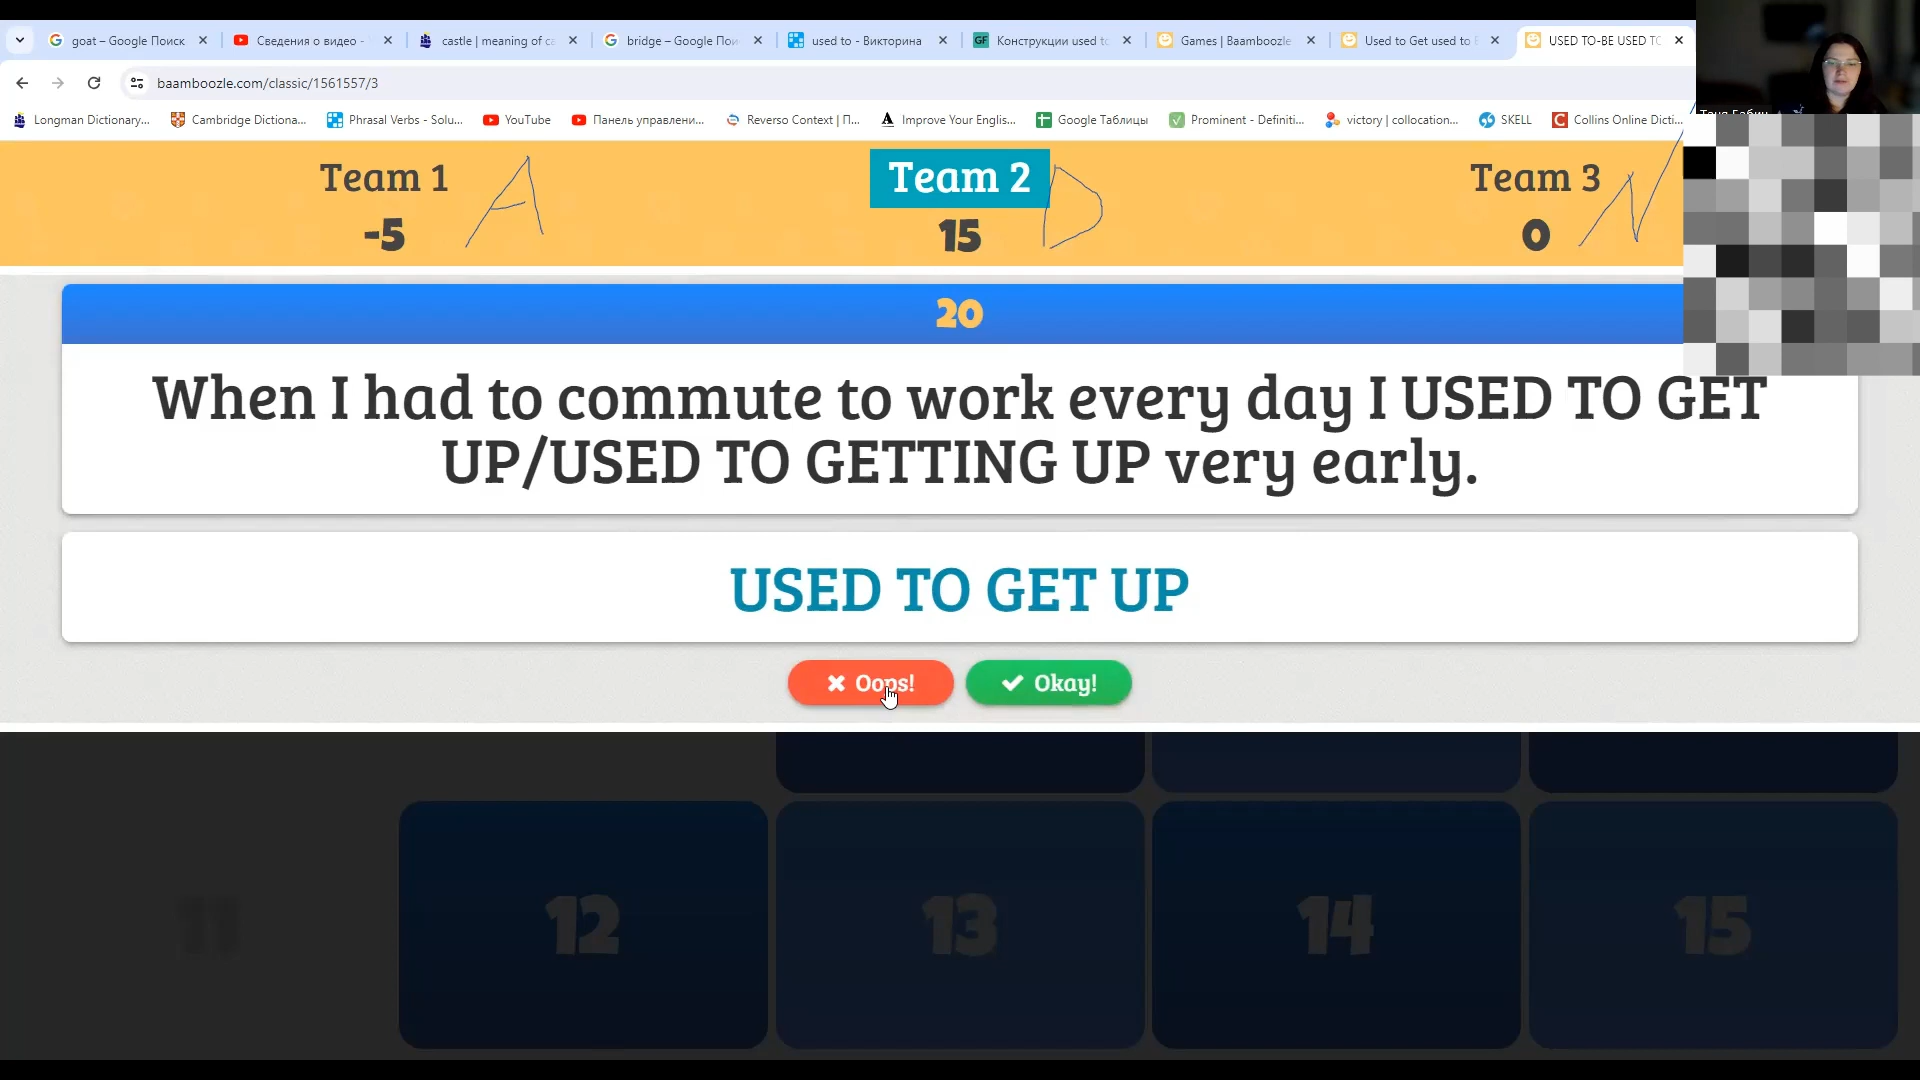 goat – Google Поиск
Сведения о видео -
castle | meaning of ca
bridge – Google Пои
used to - Викторина
Конструкции used to
Games | Baamboozle
Used to Get used to
USED TO-BE USED TO
baamboozle.com/classic/1561557/3
Longman Dictionary...
Cambridge Dictiona...
Phrasal Verbs - Solu...
YouTube
Панель управлени...
Reverso Context | П...
Improve Your Englis...
Google Таблицы
Prominent - Definiti...
victory | collocation...
SKELL
Collins Online Dicti...
Team 1
A
Team 2
D
Team 3
N
-5
15
0
20
When I had to commute to work every day I USED TO GET
UP/USED TO GETTING UP very early.
USED TO GET UP
Oops!
Okay!
12
13
14
15